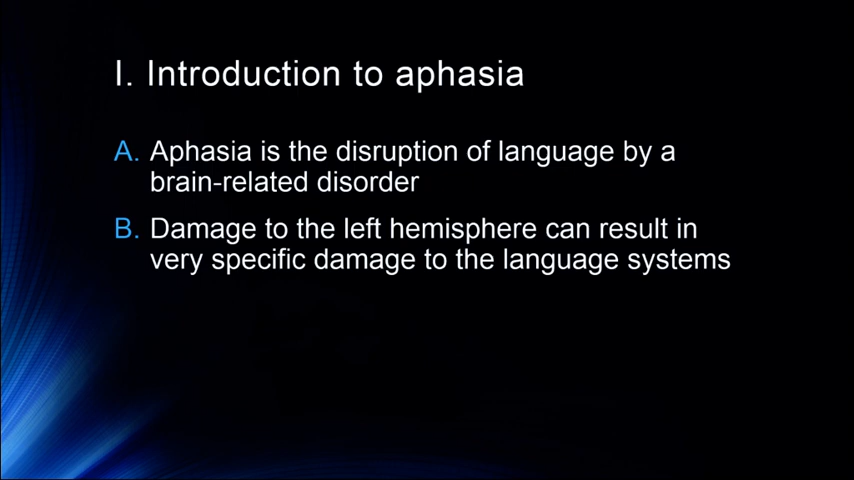 I. Introduction to aphasia
A. Aphasia is the disruption of language by a
brain-related disorder
B. Damage to the left hemisphere can result in
very specific damage to the language systems